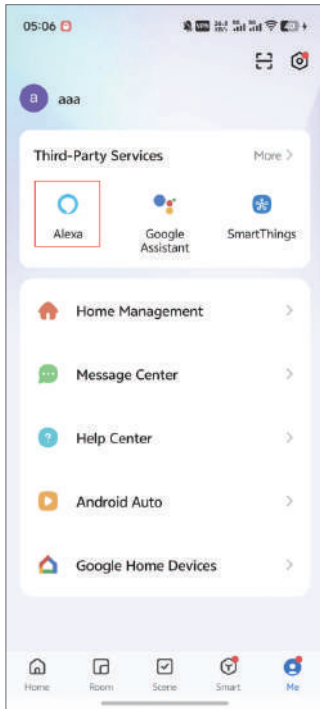 05:06
a
aaa
Third-Party Services
More >
Alexa
Google Assistant
SmartThings
Home Management
Message Center
Help Center
Android Auto
Google Home Devices
Home
Room
Scene
Smart
Me